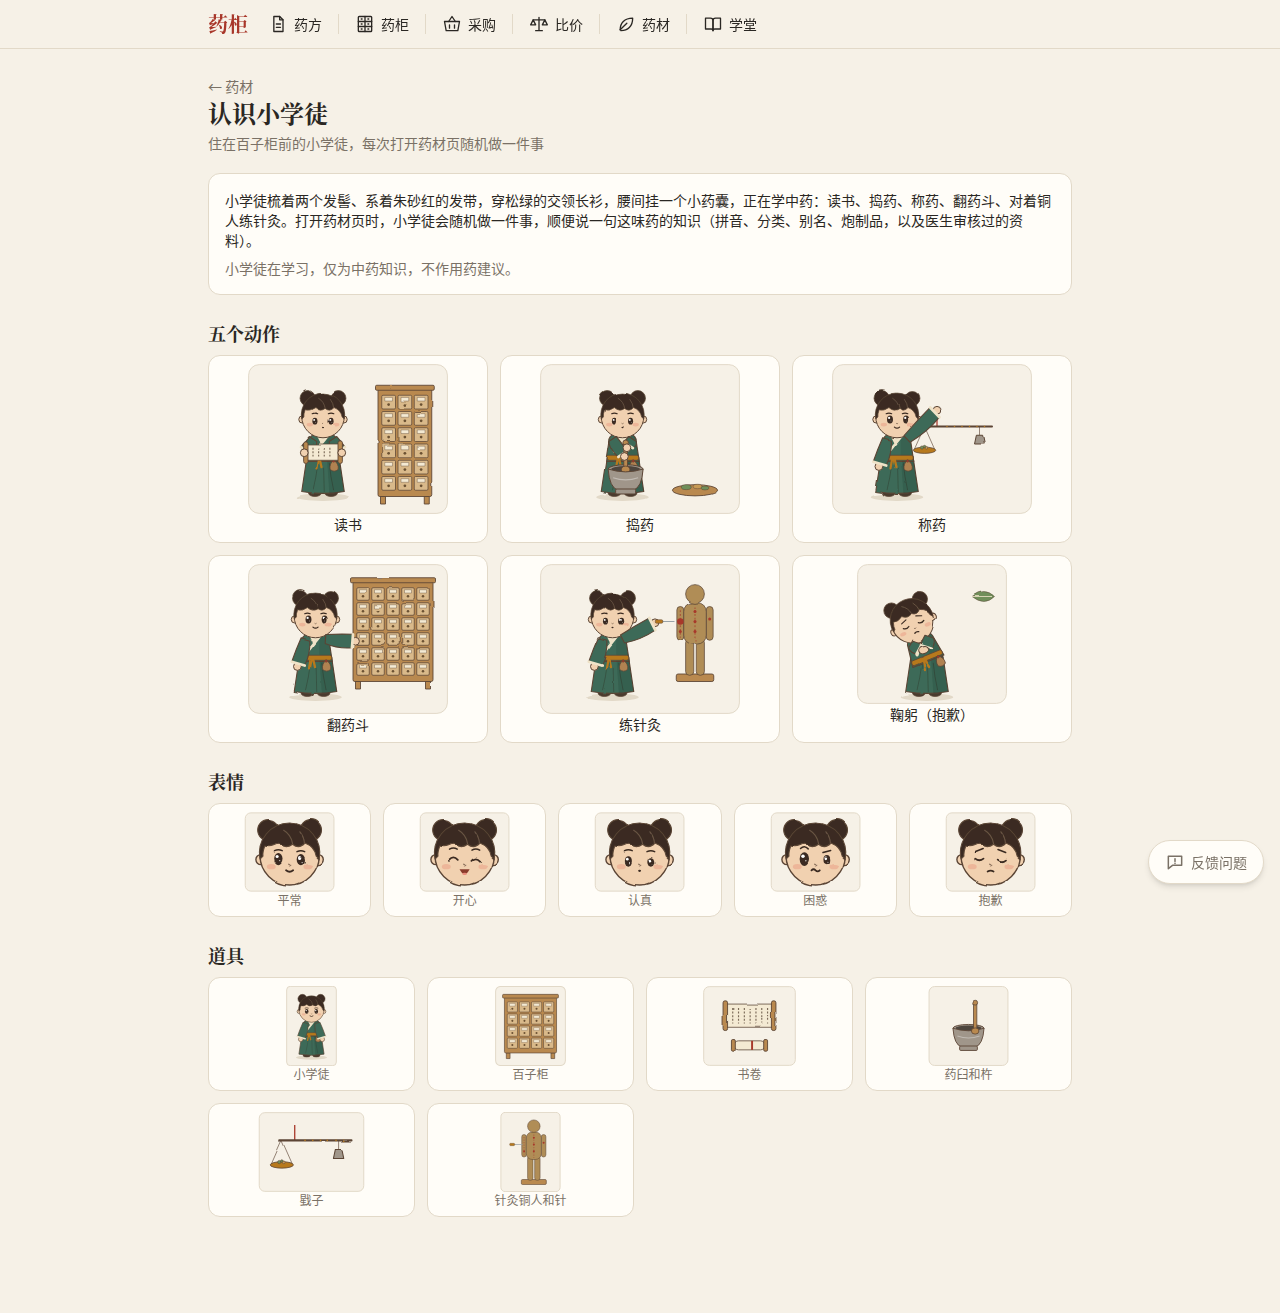 药柜
药方
药柜
采购
比价
药材
学堂
← 药材
认识小学徒
住在百子柜前的小学徒，每次打开药材页随机做一件事
小学徒梳着两个发髻、系着朱砂红的发带，穿松绿的交领长衫，腰间挂一个小药囊，正在学中药：读书、捣药、称药、翻药斗、对着铜
人练针灸。打开药材页时，小学徒会随机做一件事，顺便说一句这味药的知识（拼音、分类、别名、炮制品，以及医生审核过的资
料）。
小学徒在学习，仅为中药知识，不作用药建议。
五个动作
读书
捣药
称药
翻药斗
练针灸
鞠躬（抱歉）
表情
平常
开心
认真
困惑
抱歉
反馈问题
道具
小学徒
百子柜
书卷
药臼和杵
戥子
针灸铜人和针